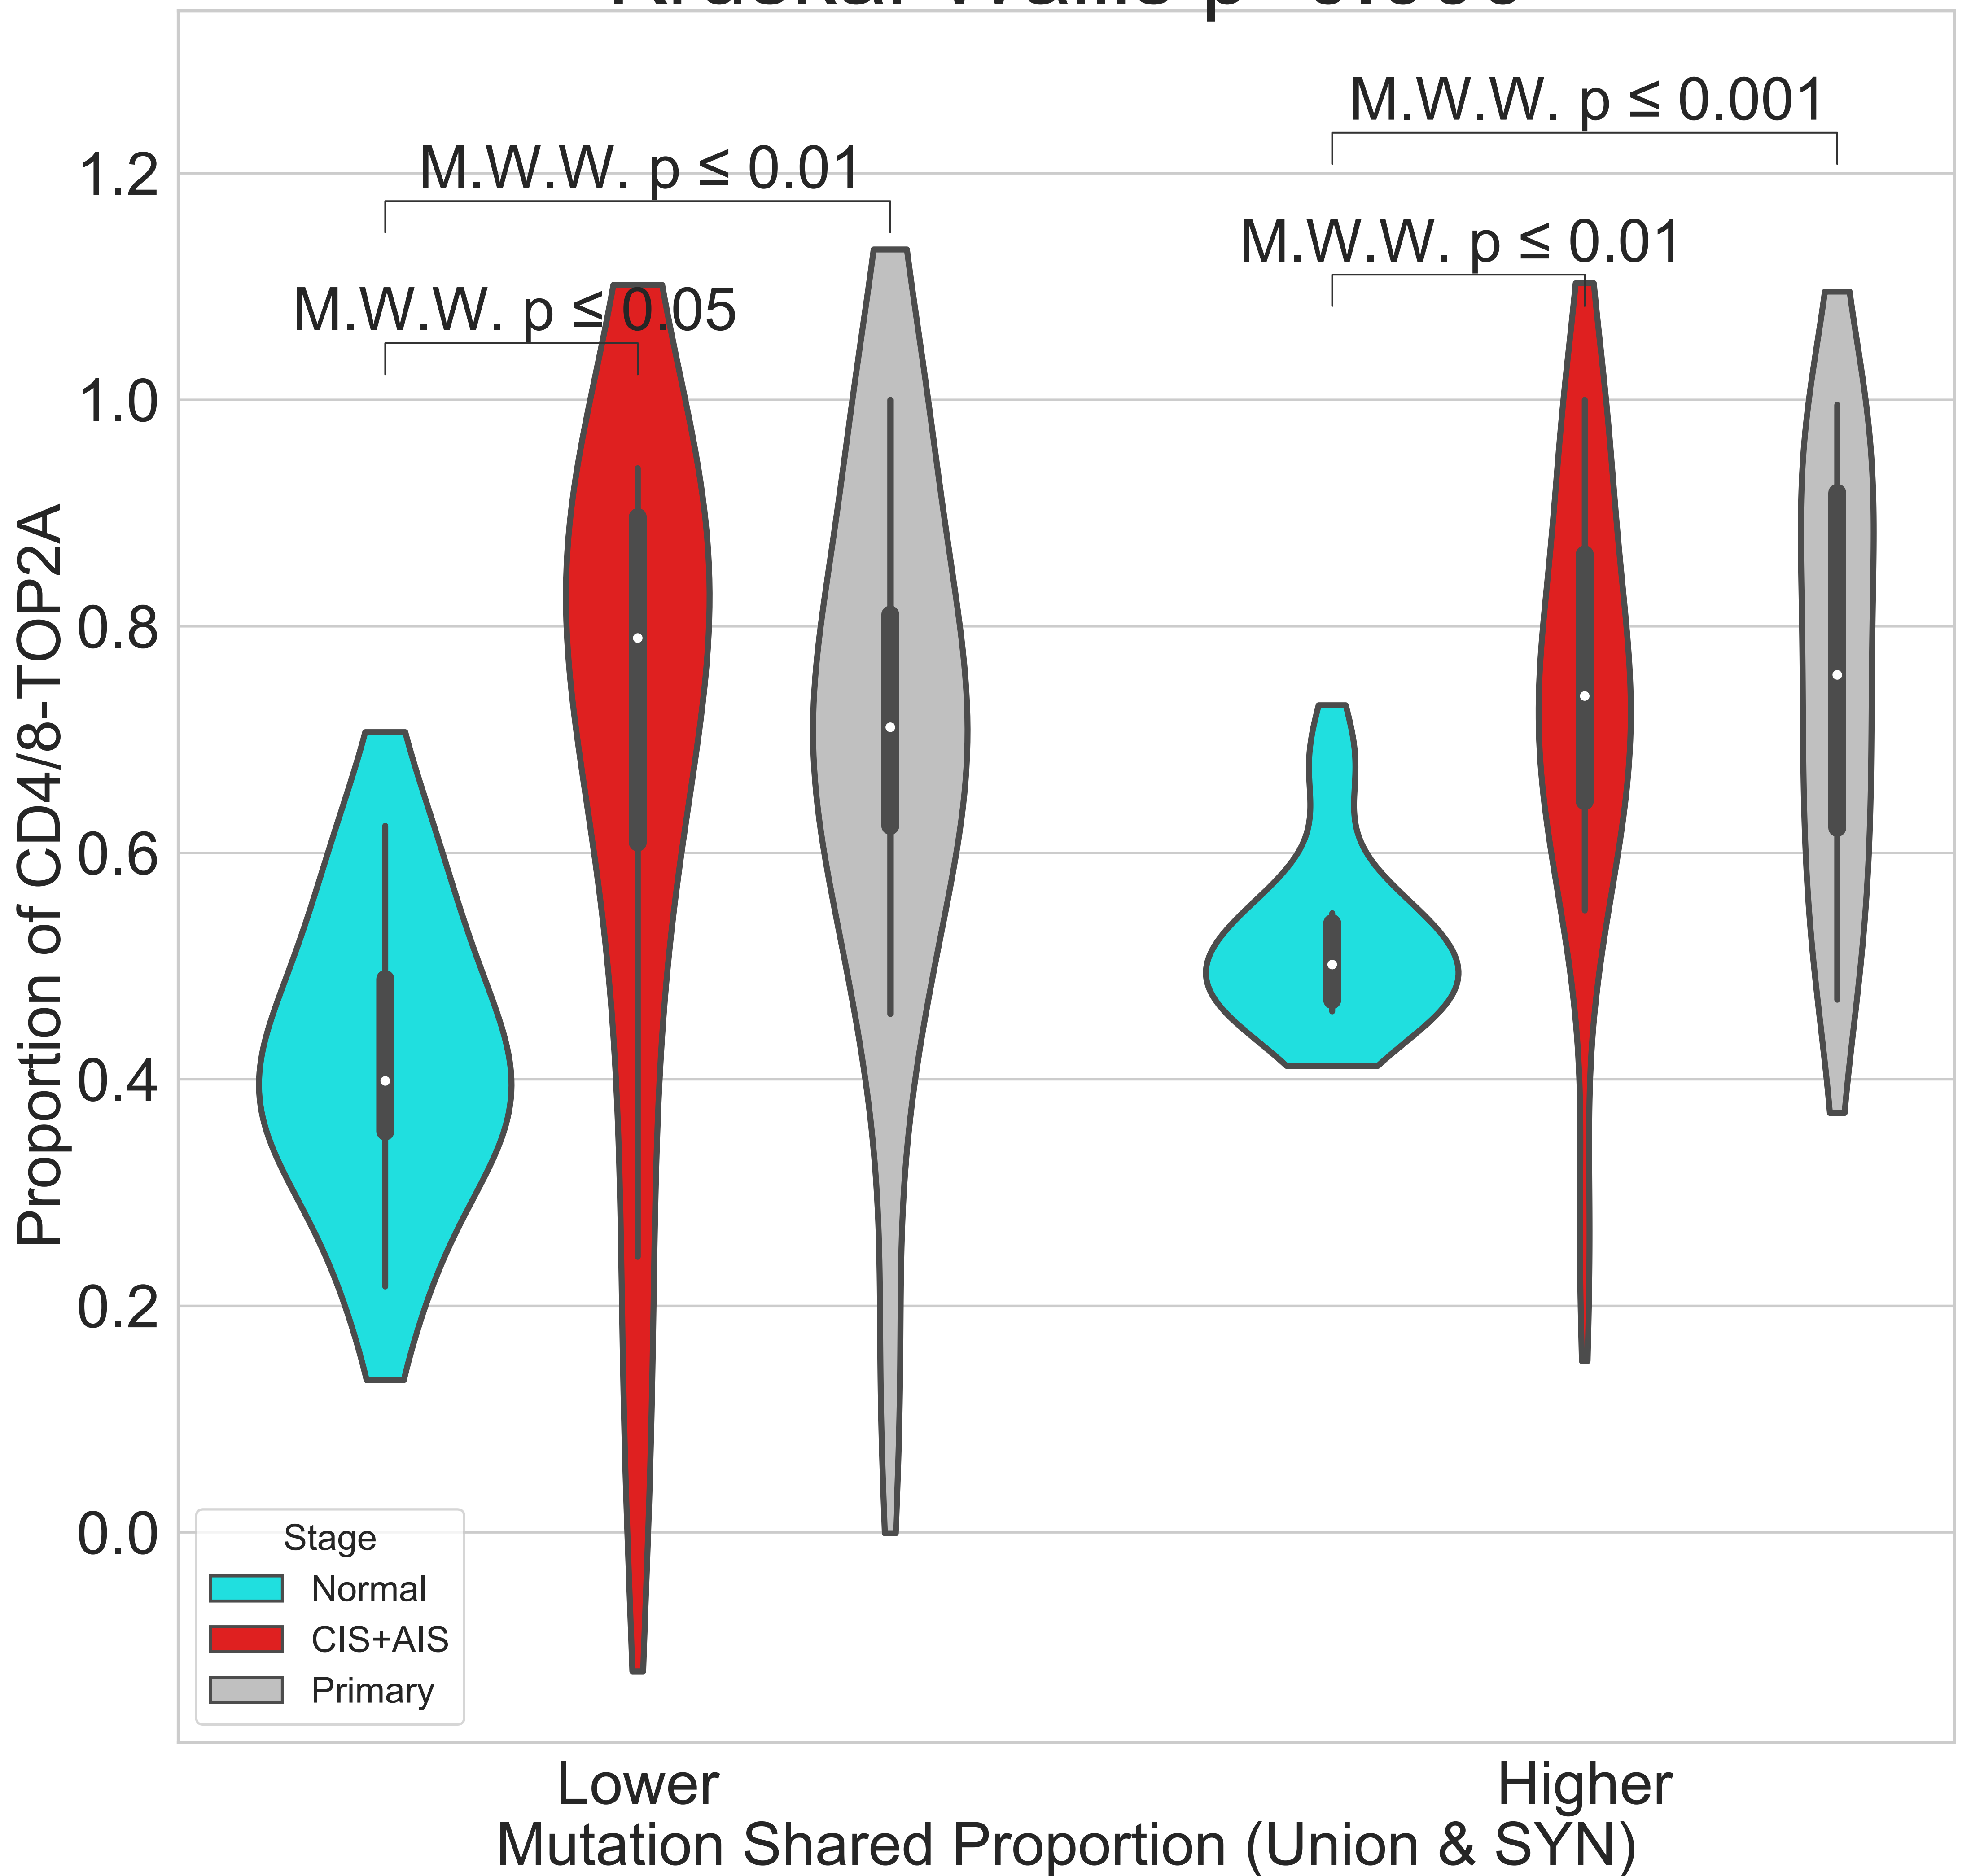 M.W.W. p ≤ 0.001
M.W.W. p ≤ 0.01
M.W.W. p ≤ 0.01
M.W.W. p ≤ 0.05
1.2
1.0
0.8
0.6
0.4
0.2
0.0
Proportion of CD4/8-TOP2A
Stage
Normal
CIS+AIS
Primary
Lower
Higher
Mutation Shared Proportion (Union & SYN)